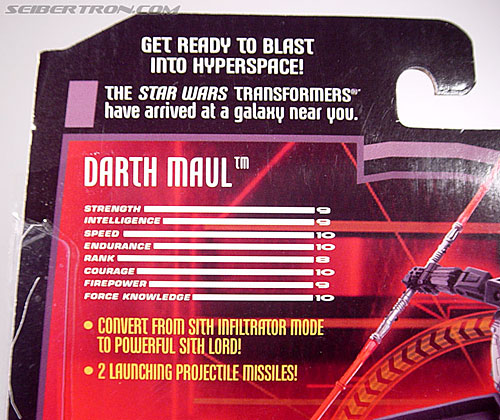 SEIBERTRON.COM
GET READY TO BLAST
INTO HYPERSPACE!
THE STAR WARS TRANSFORMERS®
have arrived at a galaxy near you.
DARTH MAUL™
STRENGTH 9
INTELLIGENCE 9
SPEED 10
ENDURANCE 10
RANK 8
COURAGE 10
FIREPOWER 9
FORCE KNOWLEDGE 10
• CONVERT FROM SITH INFILTRATOR MODE
TO POWERFUL SITH LORD!
• 2 LAUNCHING PROJECTILE MISSILES!